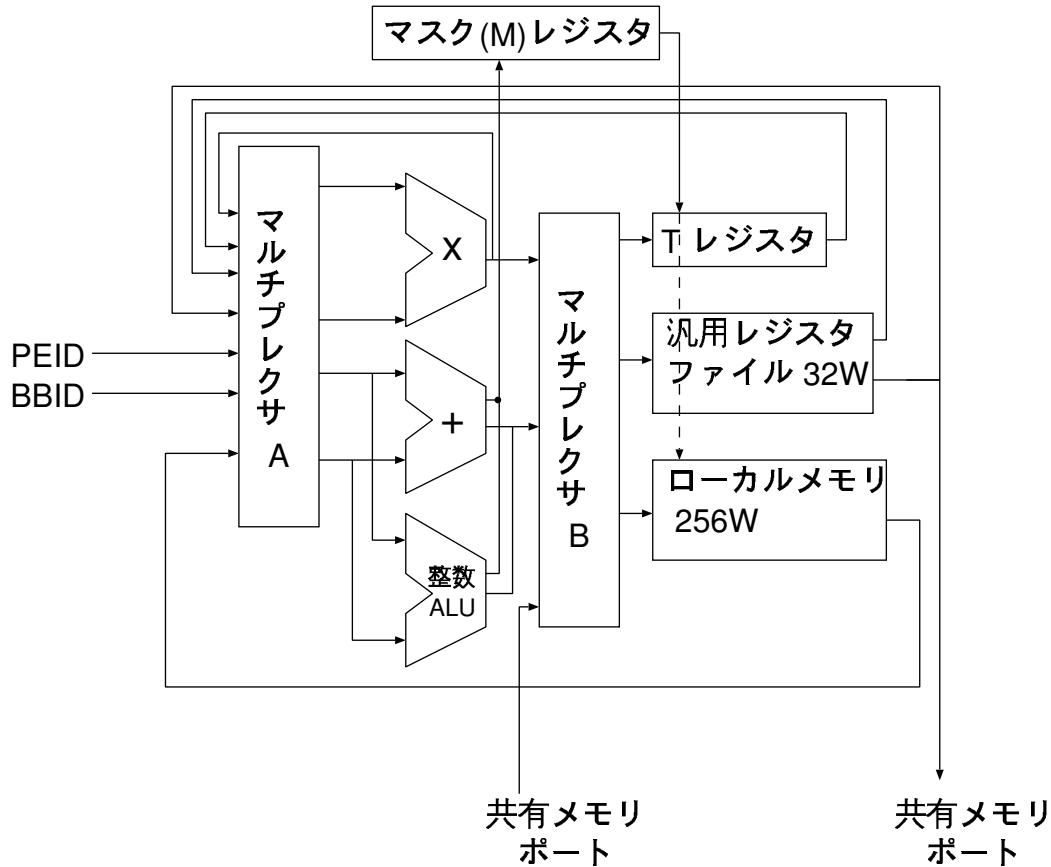 マスク(M)レジスタ
マルチプレクサ
A
PEID
BBID
X
+
整数
ALU
マルチプレクサ
B
T レジスタ
汎用レジスタ
ファイル 32W
ローカルメモリ
256W
共有メモリ
ポート
共有メモリ
ポート